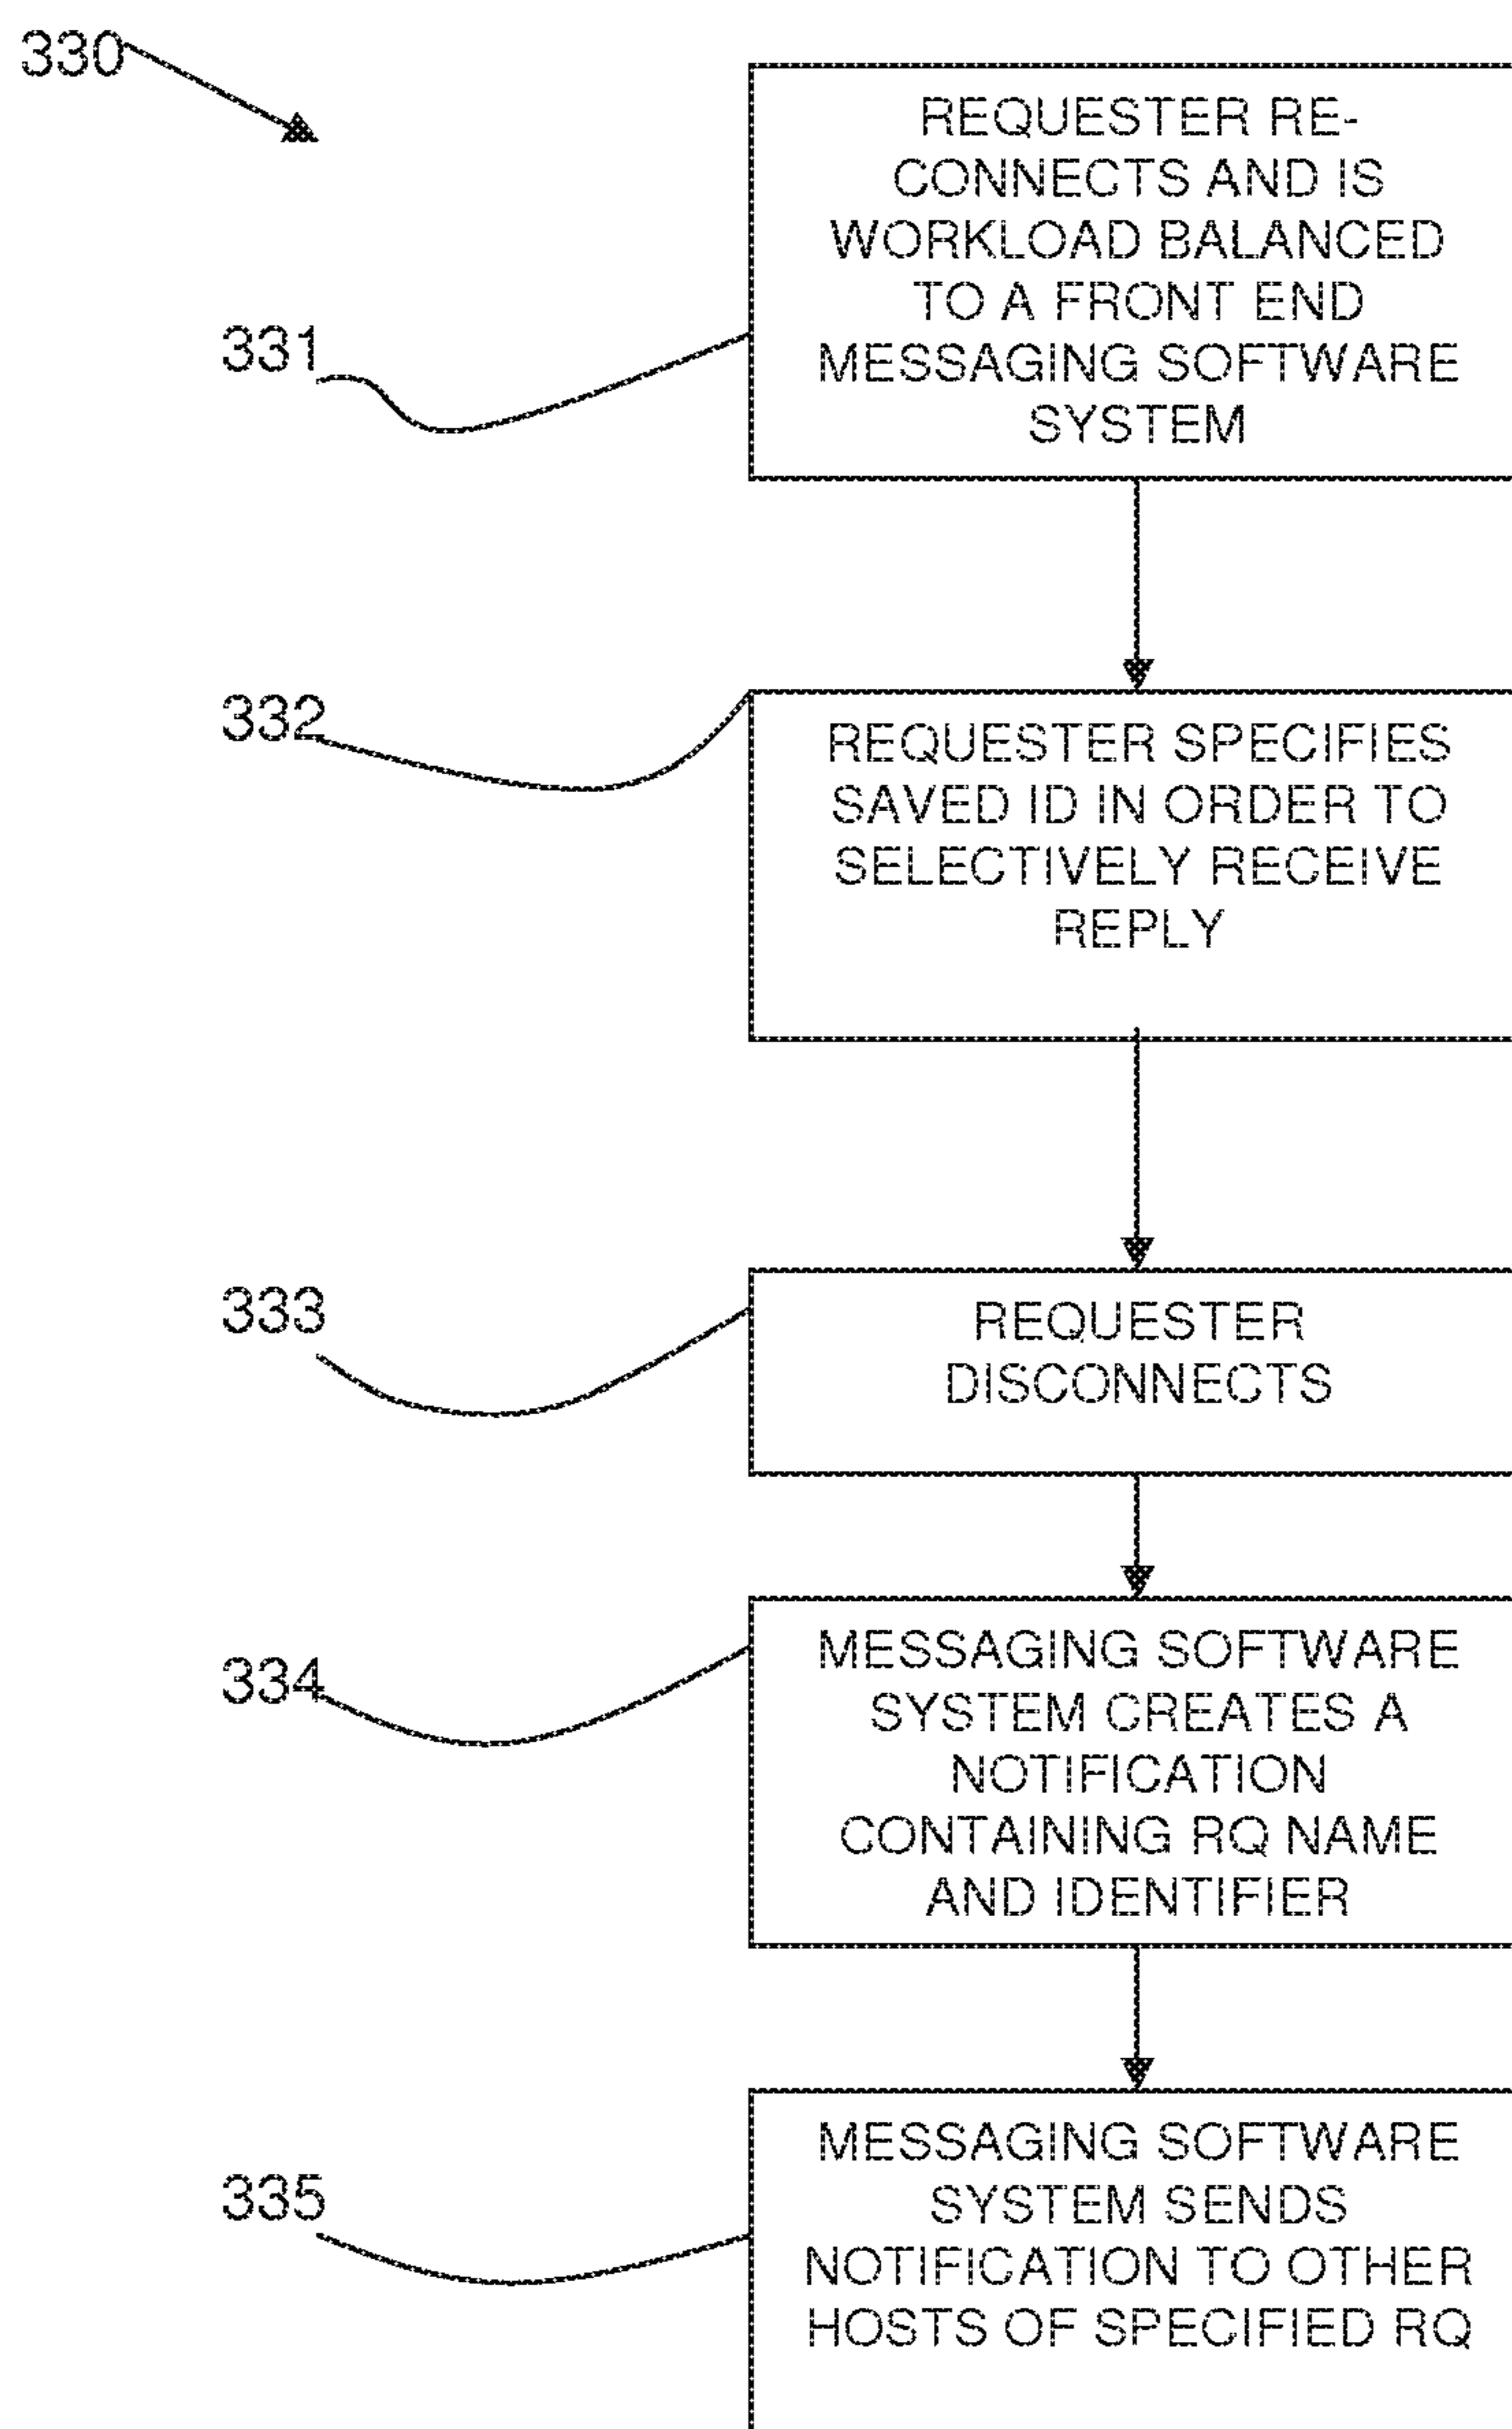 330
REQUESTER RE-
CONNECTS AND IS
WORKLOAD BALANCED
TO A FRONT END
MESSAGING SOFTWARE
SYSTEM
331
332
REQUESTER SPECIFIES
SAVED ID IN ORDER TO
SELECTIVELY RECEIVE
REPLY
333
REQUESTER
DISCONNECTS
334
MESSAGING SOFTWARE
SYSTEM CREATES A
NOTIFICATION
CONTAINING RQ NAME
AND IDENTIFIER
335
MESSAGING SOFTWARE
SYSTEM SENDS
NOTIFICATION TO OTHER
HOSTS OF SPECIFIED RQ